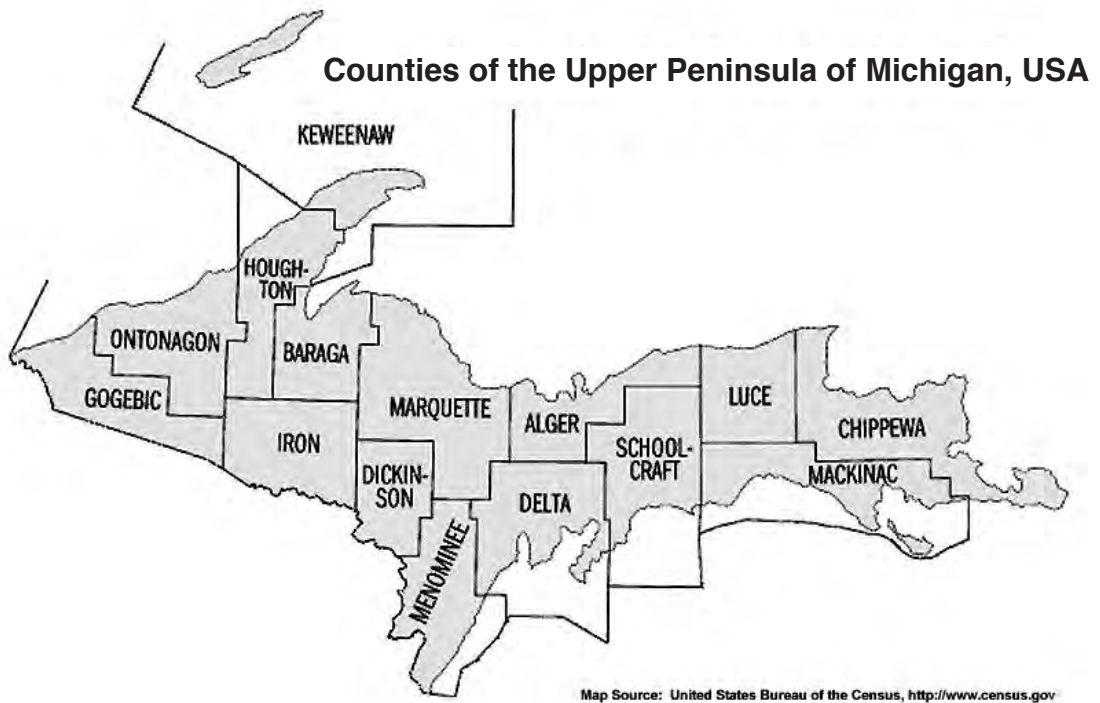 Counties of the Upper Peninsula of Michigan, USA
KEWEENAW
HOUGH-
TON
ONTONAGON
BARAGA
GOGEBIC
MARQUETTE
ALGER
LUCE
IRON
SCHOOL-
CRAFT
CHIPPEWA
DICKIN-
SON
MACKINAC
DELTA
MENOMINEE
Map Source: United States Bureau of the Census, http://www.census.gov